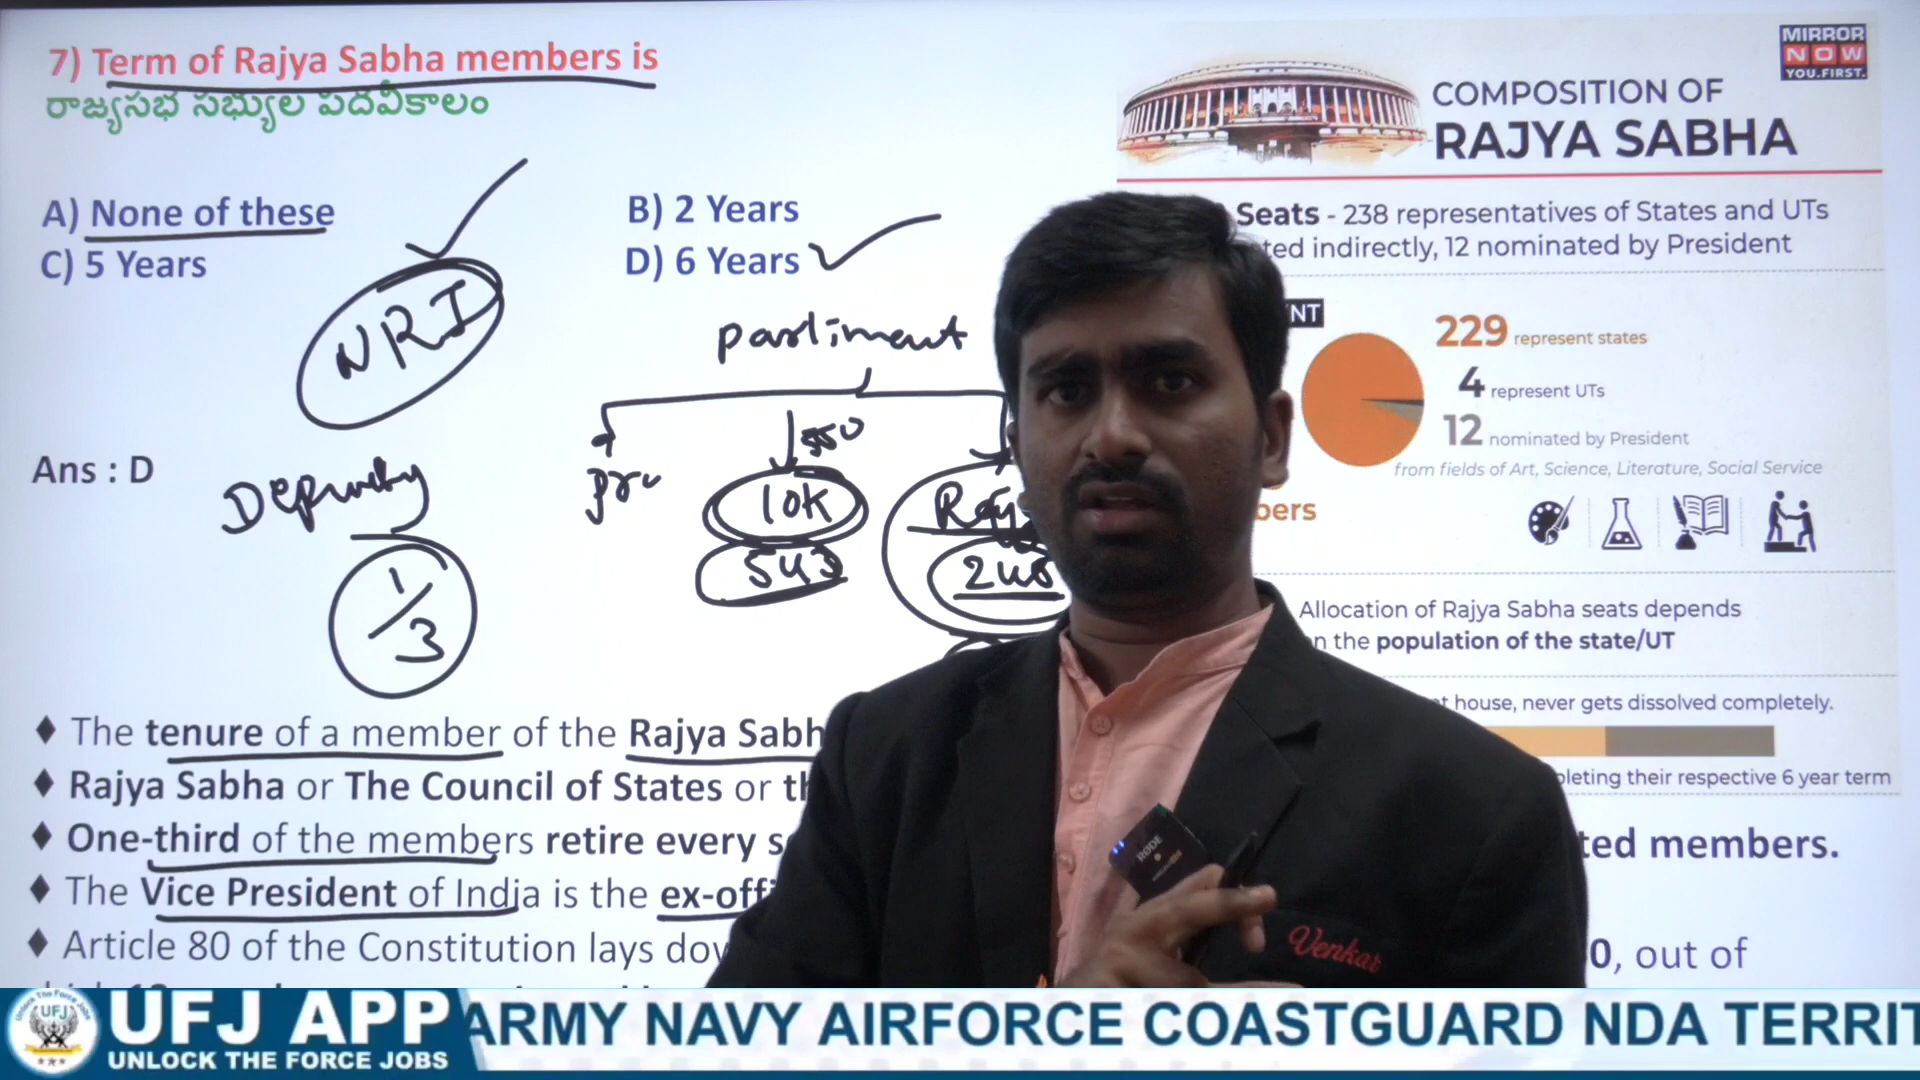 7) Term of Rajya Sabha members is
రాజ్యసభ సభ్యుల పదవీకాలం
A) None of these
B) 2 Years
C) 5 Years
D) 6 Years
NRI
parliment
550
10K
543
Ans : D
1/3
♦ The tenure of a member of the Rajya Sabh
♦ Rajya Sabha or The Council of States or th
♦ One-third of the members retire every s
ted members.
♦ The Vice President of India is the ex-offi
♦ Article 80 of the Constitution lays dov
0, out of
MIRROR
NOW
YOU.FIRST.
COMPOSITION OF
RAJYA SABHA
Seats - 238 representatives of States and UTs
ted indirectly, 12 nominated by President
NT
229 represent states
4 represent UTs
12 nominated by President
from fields of Art, Science, Literature, Social Service
bers
Allocation of Rajya Sabha seats depends
n the population of the state/UT
t house, never gets dissolved completely.
pleting their respective 6 year term
RØDE
Venkat
UFJ
UFJ APP
UNLOCK THE FORCE JOBS
ARMY NAVY AIRFORCE COASTGUARD NDA TERRIT